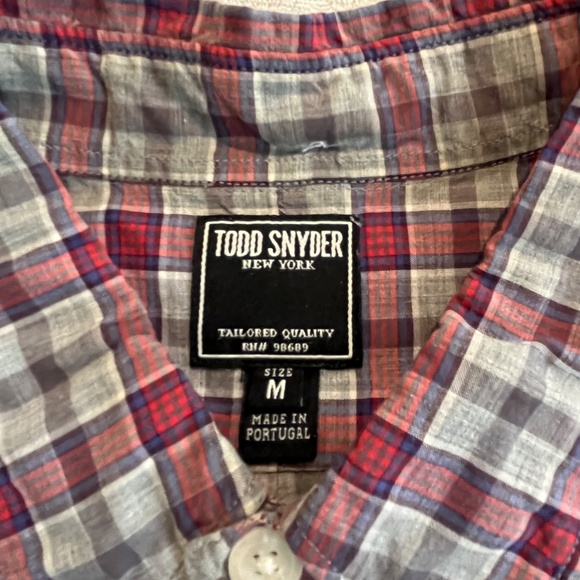 TODD SNYDER
NEW YORK
TAILORED QUALITY
RN# 98689
SIZE
M
MADE IN
PORTUGAL